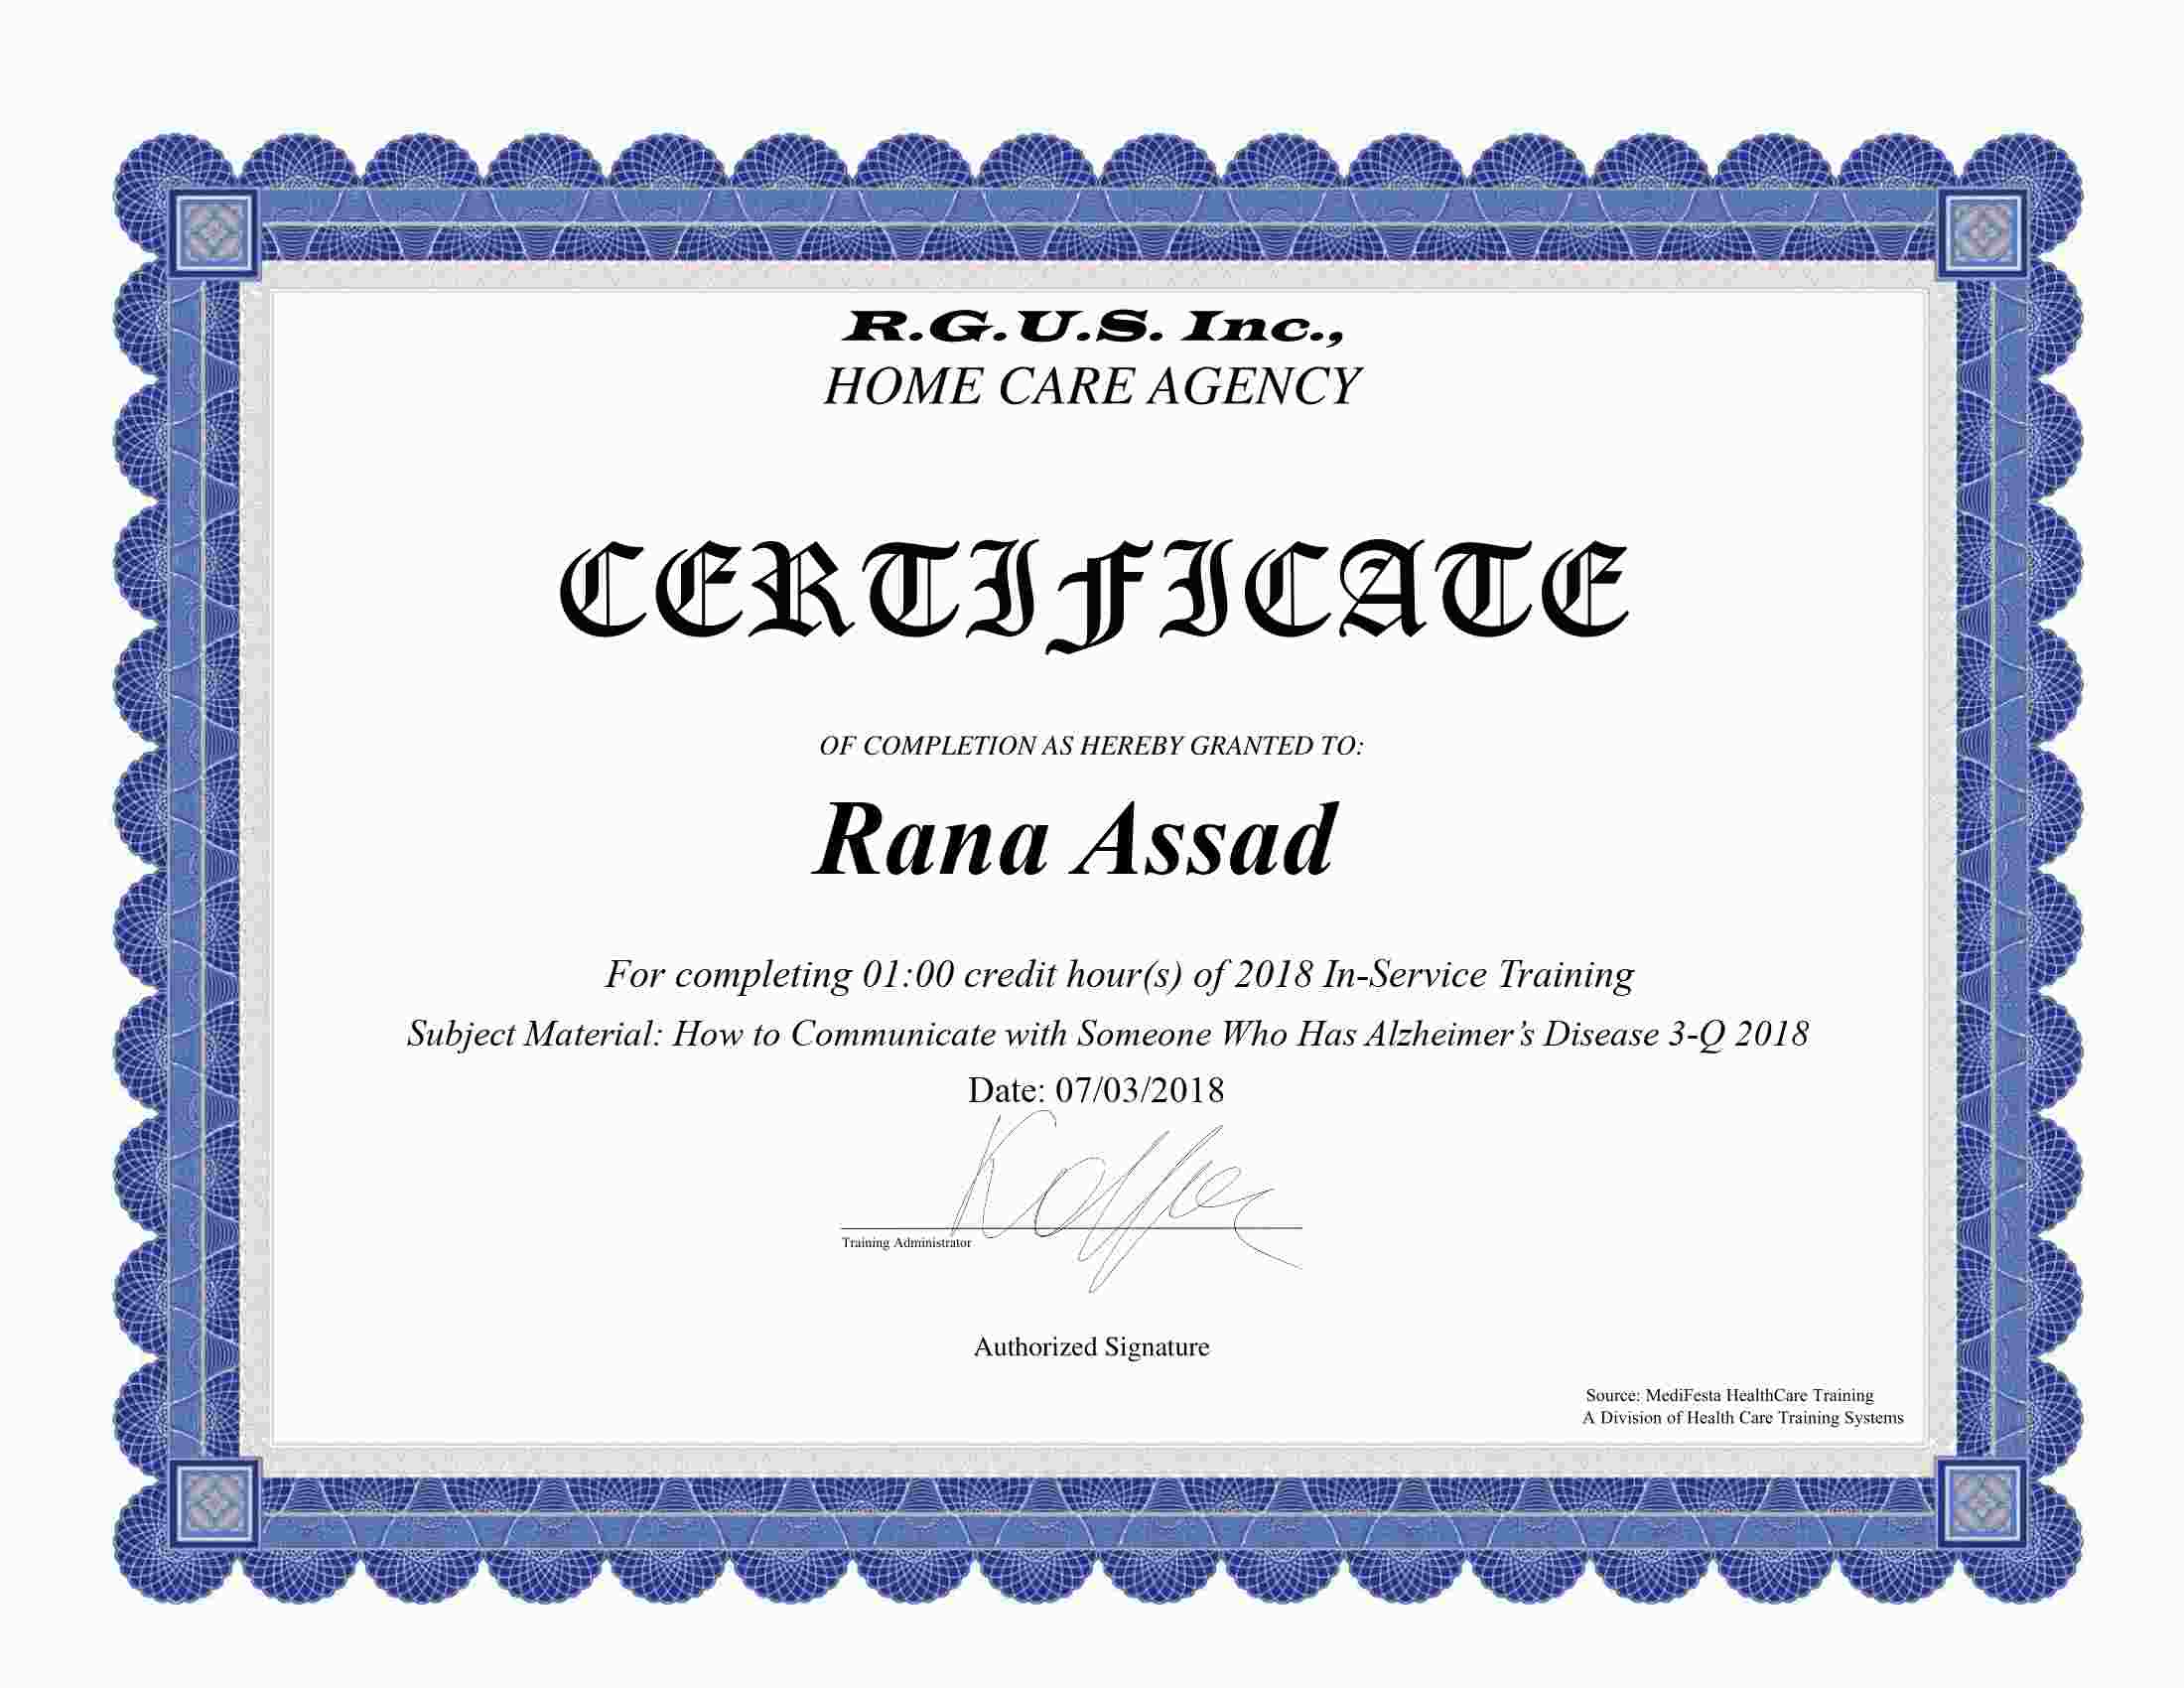 R.G.U.S. Inc.,
HOME CARE AGENCY
CERTIFICATE
OF COMPLETION AS HEREBY GRANTED TO:
Rana Assad
For completing 01:00 credit hour(s) of 2018 In-Service Training
Subject Material: How to Communicate with Someone Who Has Alzheimer’s Disease 3-Q 2018
Date: 07/03/2018
Training Administrator
Authorized Signature
Source: MediFesta HealthCare Training
A Division of Health Care Training Systems